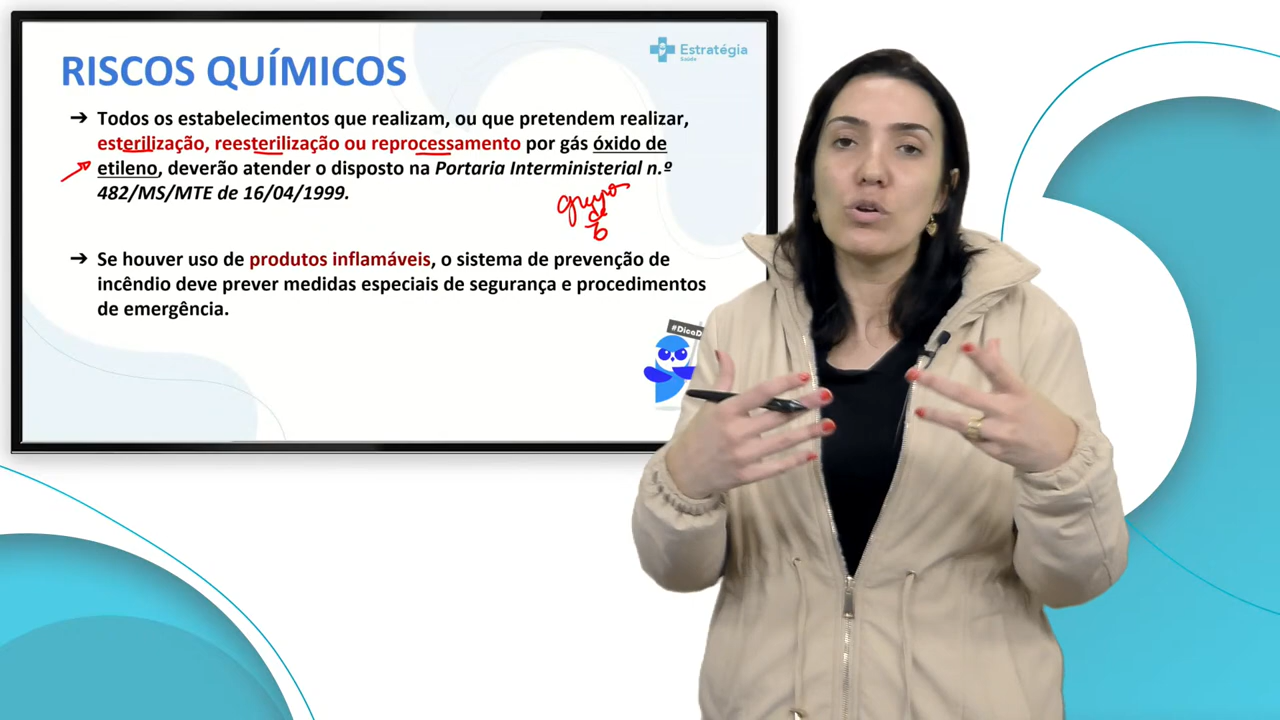 RISCOS QUÍMICOS
Estratégia
Saúde
➔ Todos os estabelecimentos que realizam, ou que pretendem realizar,
esterilização, reesterilização ou reprocessamento por gás óxido de
etileno, deverão atender o disposto na Portaria Interministerial n.º
482/MS/MTE de 16/04/1999.
➔ Se houver uso de produtos inflamáveis, o sistema de prevenção de
incêndio deve prever medidas especiais de segurança e procedimentos
de emergência.